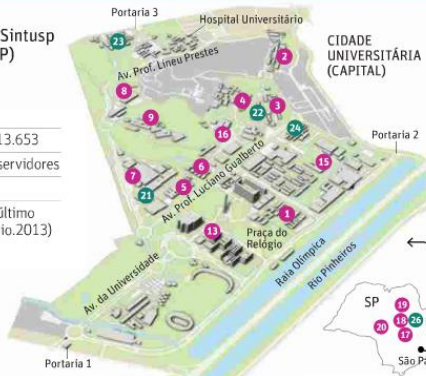 Sintusp
P)
13.653
servidores
último
io.2013)
Portaria 3
Hospital Universitário
CIDADE
UNIVERSITÁRIA
(CAPITAL)
Av. Prof. Lineu Prestes
23
2
8
4
3
22
9
24
16
Portaria 2
15
6
7
5
21
Av. Prof. Luciano Gualberto
1
13
Praça do
Relógio
Raia Olímpica
Rio Pinheiros
Av. da Universidade
Portaria 1
SP
19
18
26
20
17
São Pa